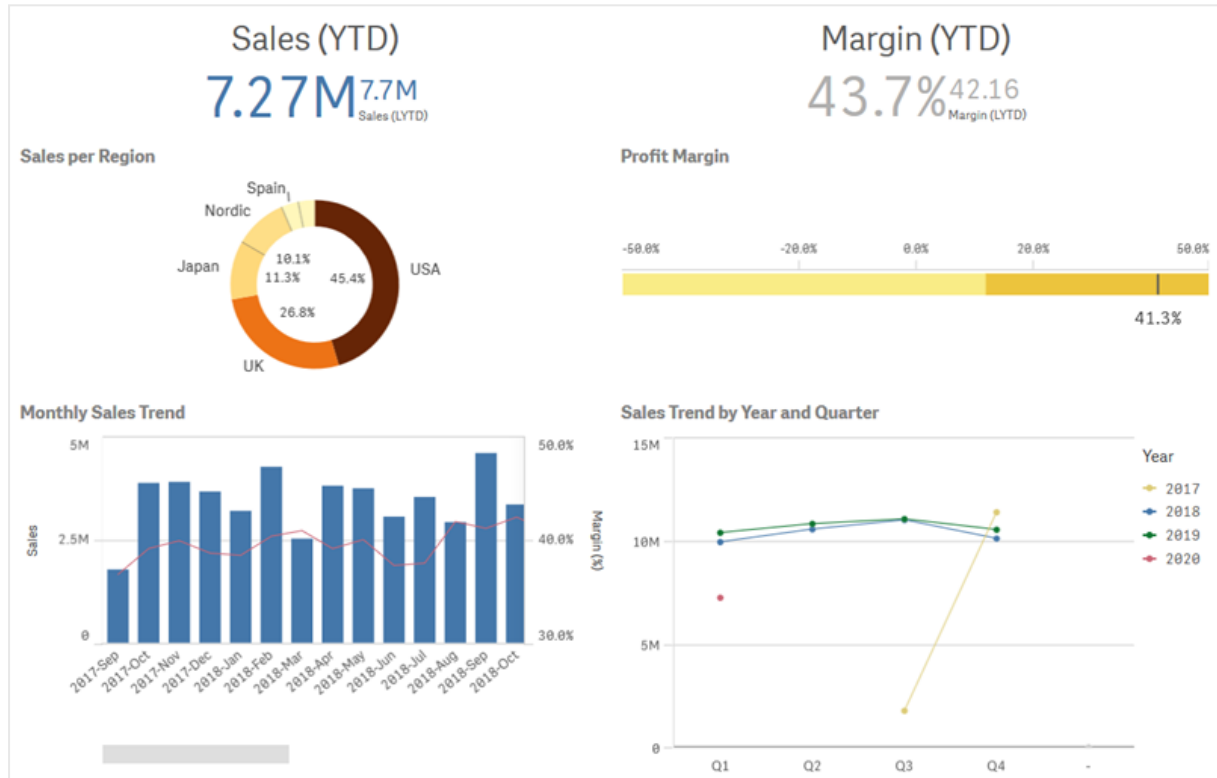 Sales (YTD)
7.27M 7.7M
Sales (LYTD)
Margin (YTD)
43.7% 42.16
Margin (LYTD)
Sales per Region
Spain
Nordic
Japan
USA
UK
10.1%
11.3%
45.4%
26.8%
Profit Margin
-50.0% -20.0% 0.0% 20.0% 50.0%
41.3%
Monthly Sales Trend
5M
2.5M
0
Sales
50.0%
40.0%
30.0%
Margin (%)
2017-Sep
2017-Oct
2017-Nov
2017-Dec
2018-Jan
2018-Feb
2018-Mar
2018-Apr
2018-May
2018-Jun
2018-Jul
2018-Aug
2018-Sep
2018-Oct
Sales Trend by Year and Quarter
15M
10M
5M
0
Q1 Q2 Q3 Q4 -
Year
2017
2018
2019
2020